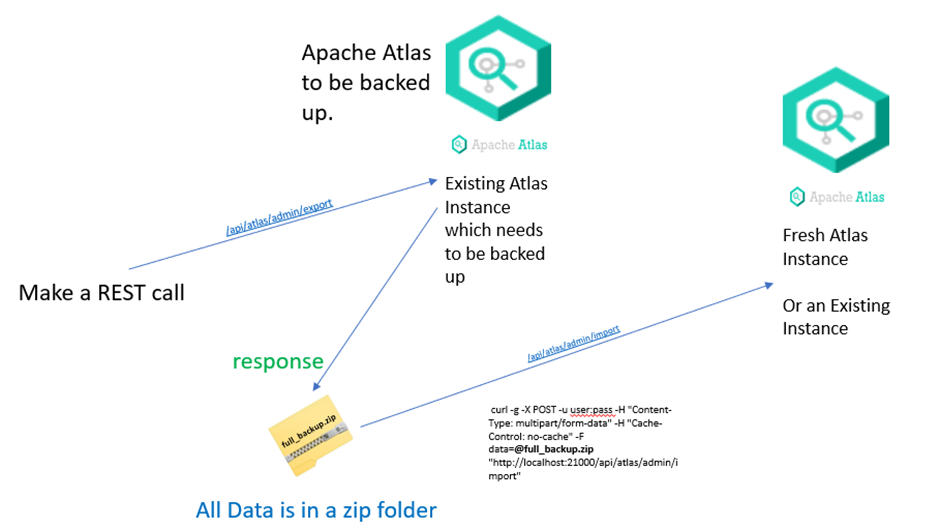 Apache Atlas
to be backed
up.
Apache Atlas
Apache Atlas
/api/atlas/admin/export
Existing Atlas
Instance
which needs
to be backed
up
Fresh Atlas
Instance
Or an Existing
Instance
Make a REST call
/api/atlas/admin/import
response
full_backup.zip
curl -g -X POST -u user:pass -H "Content-
Type: multipart/form-data" -H "Cache-
Control: no-cache" -F
data=@full_backup.zip
"http://localhost:21000/api/atlas/admin/i
mport"
All Data is in a zip folder